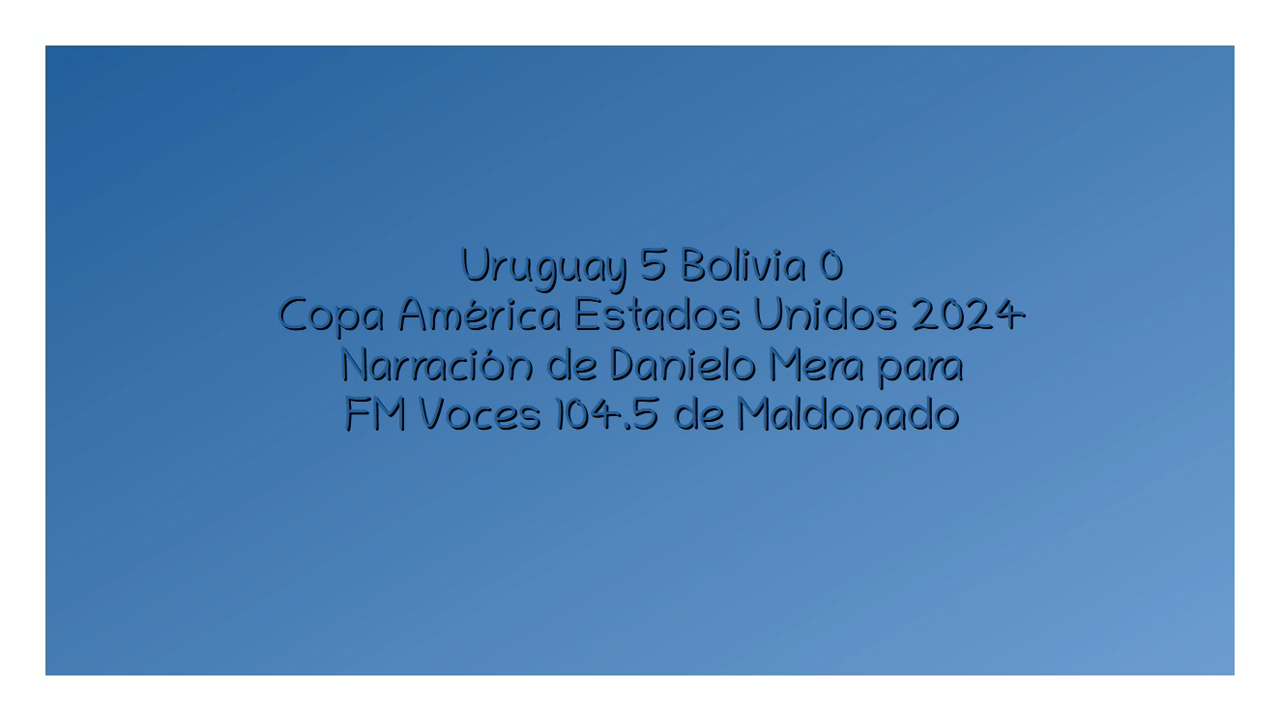 Uruguay 5 Bolivia 0
Copa América Estados Unidos 2024
Narración de Danielo Mera para
FM Voces 104.5 de Maldonado